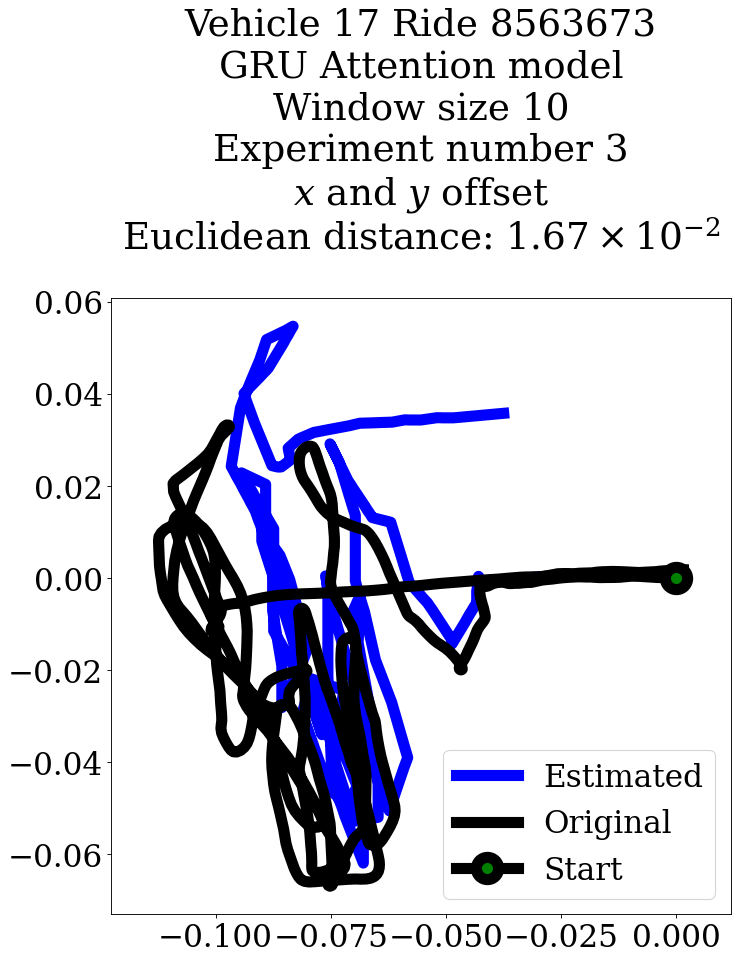 Vehicle 17 Ride 8563673
GRU Attention model
Window size 10
Experiment number 3
x and y offset
Euclidean distance: 1.67 × 10⁻²
0.06
0.04
0.02
0.00
−0.02
−0.04
−0.06
Estimated
Original
Start
−0.100 −0.075 −0.050 −0.025 0.000